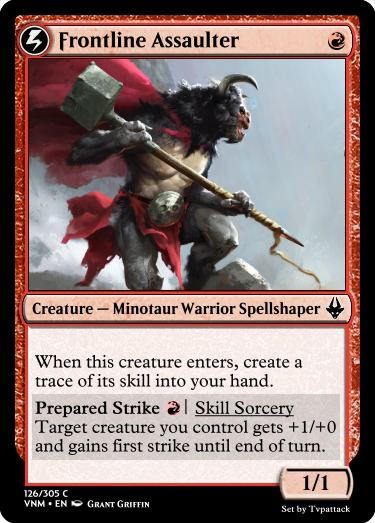 Frontline Assaulter
Creature — Minotaur Warrior Spellshaper
When this creature enters, create a
trace of its skill into your hand.
Prepared Strike | Skill Sorcery
Target creature you control gets +1/+0
and gains first strike until end of turn.
1/1
126/305 C
VNM • EN Grant Griffin
Set by Tvpattack